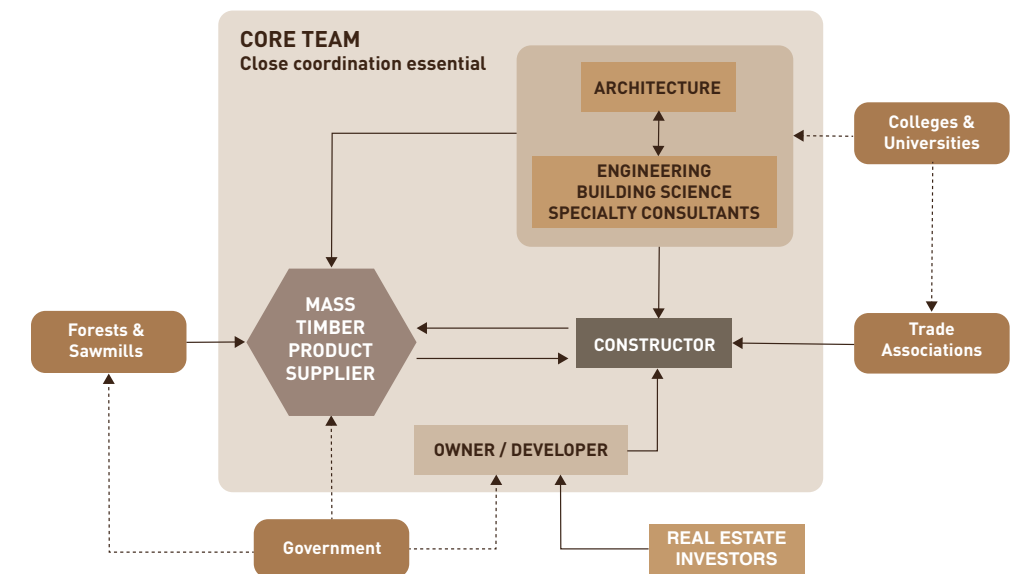 CORE TEAM
Close coordination essential
ARCHITECTURE
ENGINEERING
BUILDING SCIENCE
SPECIALTY CONSULTANTS
Colleges &
Universities
MASS
TIMBER
PRODUCT
SUPPLIER
Forests &
Sawmills
CONSTRUCTOR
Trade
Associations
OWNER / DEVELOPER
Government
REAL ESTATE
INVESTORS